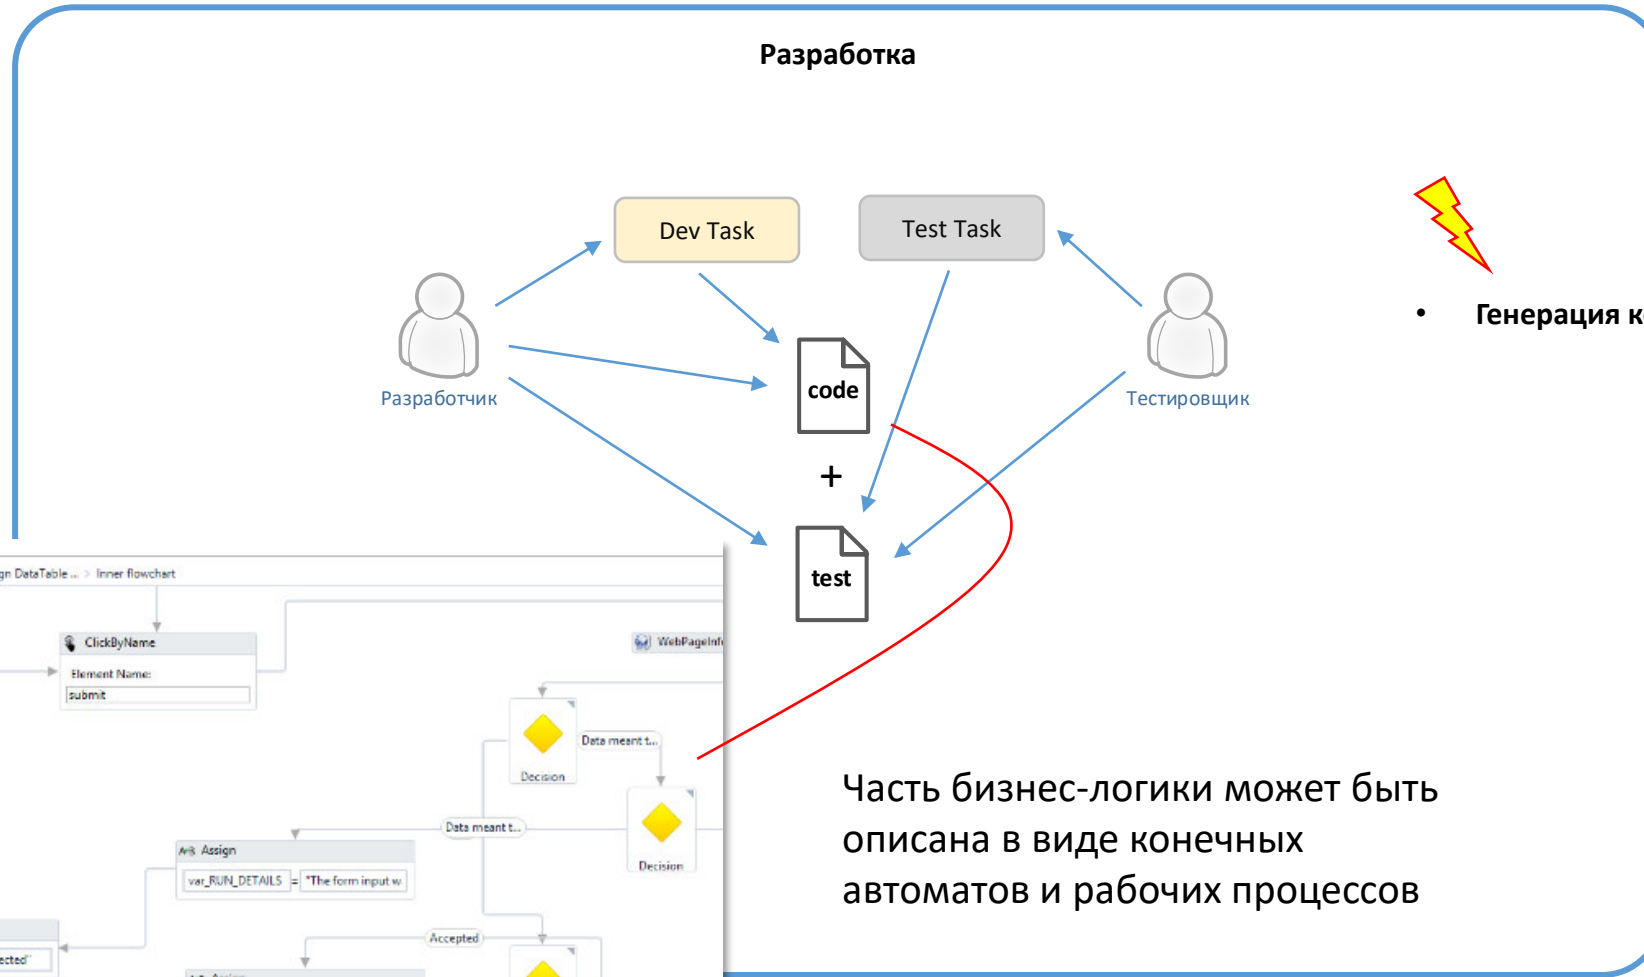 Разработка
Dev Task
Test Task
Разработчик
code
Тестировщик
•
Генерация
+
test
DataTable ... > Inner flowchart
ClickByName
Element Name:
submit
Data meant t...
Decision
Data meant t...
Decision
Assign
var_RUN_DETAILS = "The form input
Accepted
Часть бизнес-логики может быть
описана в виде конечных
автоматов и рабочих процессов